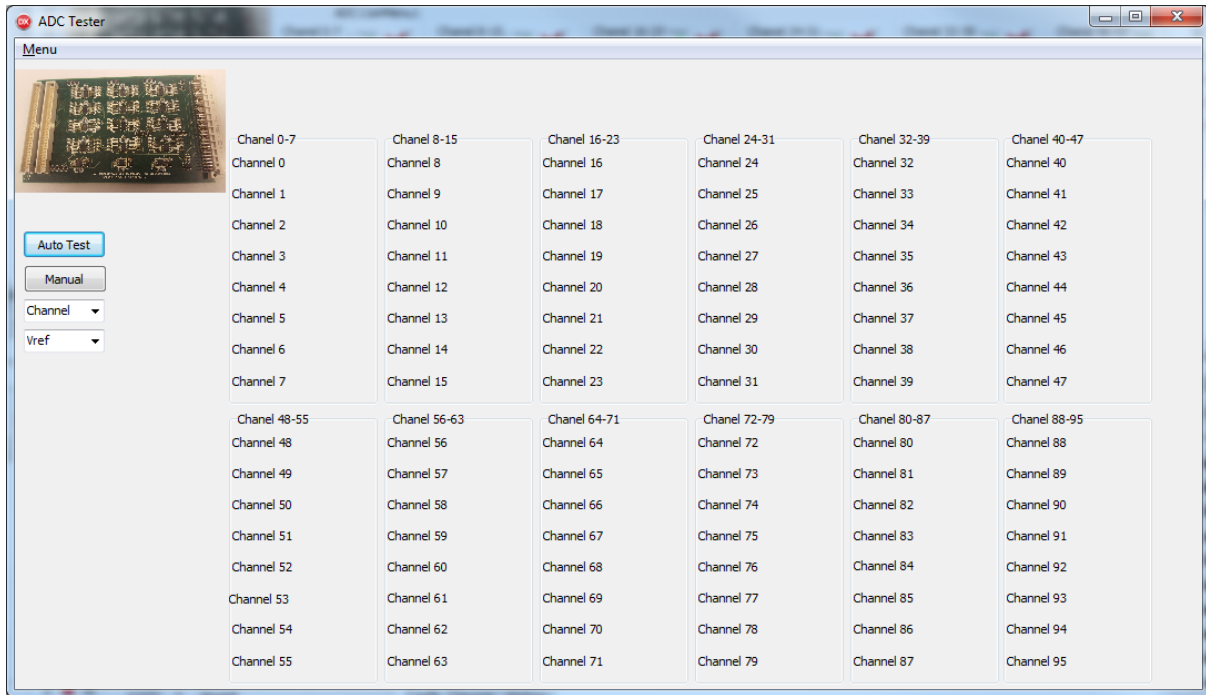 ADC Tester
Menu
Chanel 0-7 Chanel 8-15 Chanel 16-23 Chanel 24-31 Chanel 32-39 Chanel 40-47
Channel 0 Channel 8 Channel 16 Channel 24 Channel 32 Channel 40
Channel 1 Channel 9 Channel 17 Channel 25 Channel 33 Channel 41
Channel 2 Channel 10 Channel 18 Channel 26 Channel 34 Channel 42
Auto Test
Channel 3 Channel 11 Channel 19 Channel 27 Channel 35 Channel 43
Manual
Channel 4 Channel 12 Channel 20 Channel 28 Channel 36 Channel 44
Channel
Channel 5 Channel 13 Channel 21 Channel 29 Channel 37 Channel 45
Vref
Channel 6 Channel 14 Channel 22 Channel 30 Channel 38 Channel 46
Channel 7 Channel 15 Channel 23 Channel 31 Channel 39 Channel 47
Chanel 48-55 Chanel 56-63 Chanel 64-71 Chanel 72-79 Chanel 80-87 Chanel 88-95
Channel 48 Channel 56 Channel 64 Channel 72 Channel 80 Channel 88
Channel 49 Channel 57 Channel 65 Channel 73 Channel 81 Channel 89
Channel 50 Channel 58 Channel 66 Channel 74 Channel 82 Channel 90
Channel 51 Channel 59 Channel 67 Channel 75 Channel 83 Channel 91
Channel 52 Channel 60 Channel 68 Channel 76 Channel 84 Channel 92
Channel 53 Channel 61 Channel 69 Channel 77 Channel 85 Channel 93
Channel 54 Channel 62 Channel 70 Channel 78 Channel 86 Channel 94
Channel 55 Channel 63 Channel 71 Channel 79 Channel 87 Channel 95